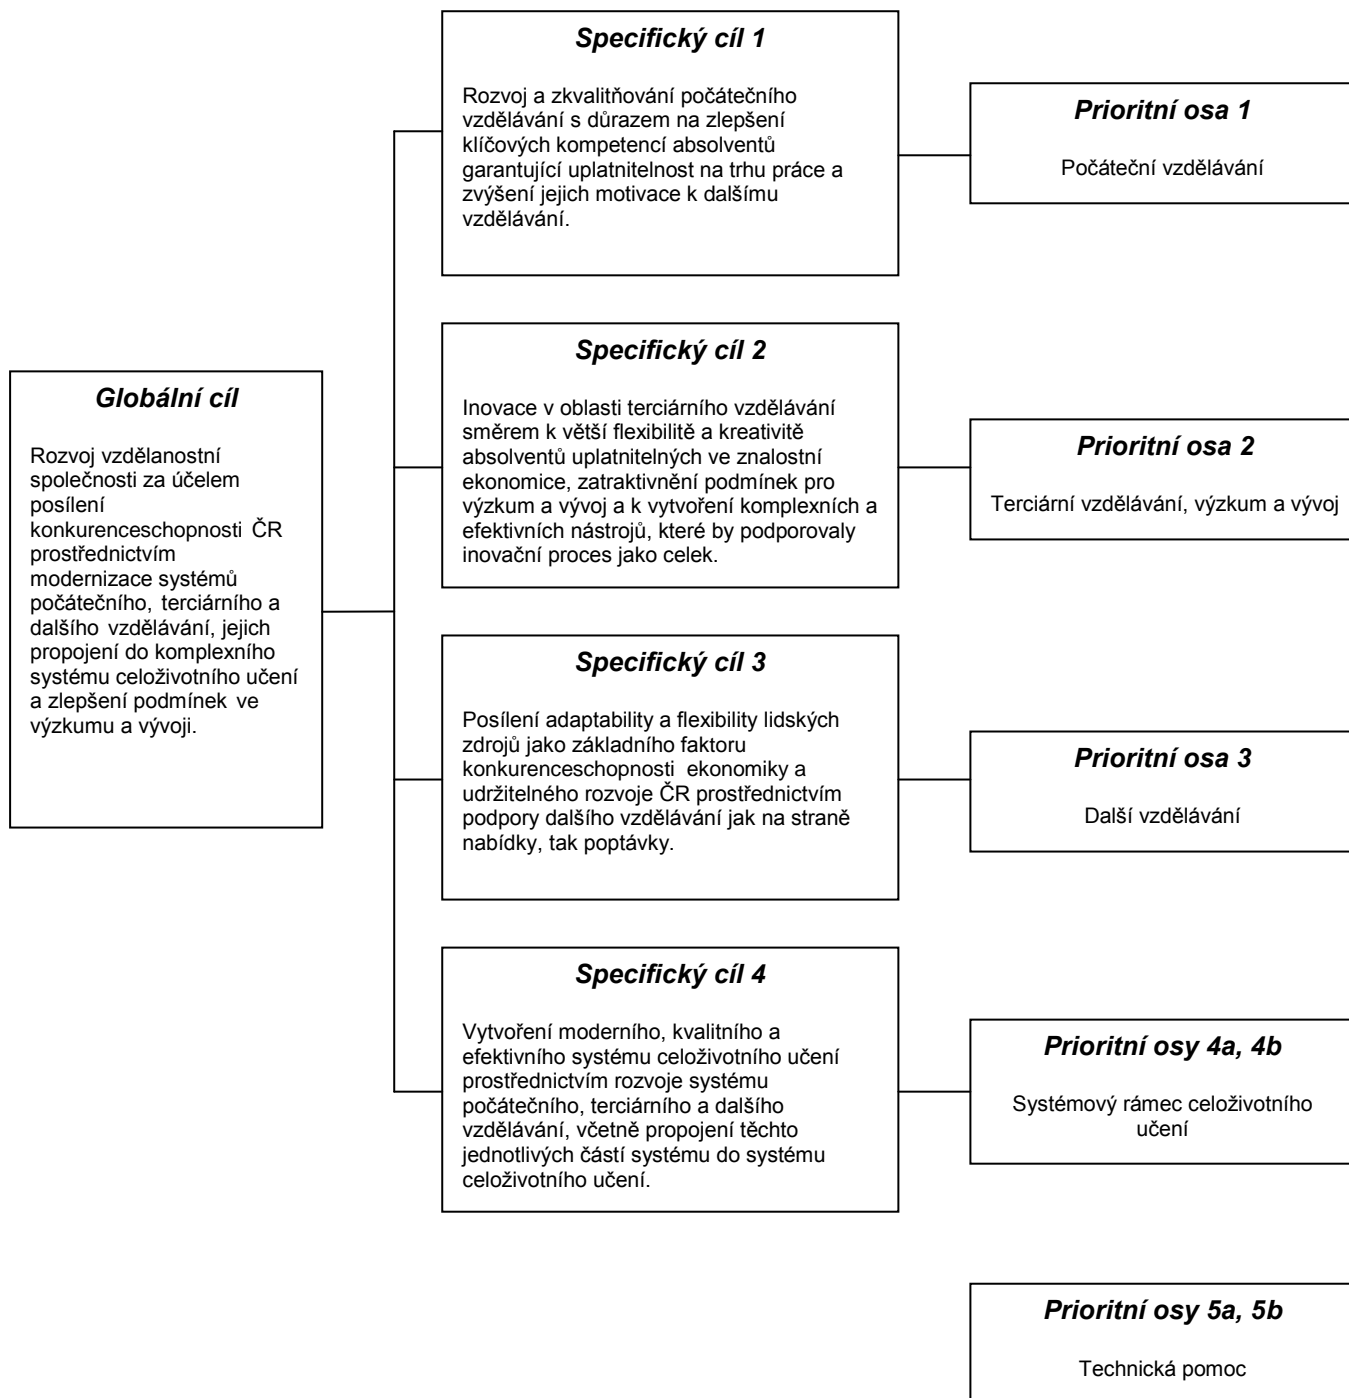 Globální cíl
Rozvoj vzdělanostní
společnosti za účelem
posílení
konkurenceschopnosti ČR
prostřednictvím
modernizace systémů
počátečního, terciárního a
dalšího vzdělávání, jejich
propojení do komplexního
systému celoživotního učení
a zlepšení podmínek ve
výzkumu a vývoji.
Specifický cíl 1
Rozvoj a zkvalitňování počátečního
vzdělávání s důrazem na zlepšení
klíčových kompetencí absolventů
garantující uplatnitelnost na trhu práce a
zvýšení jejich motivace k dalšímu
vzdělávání.
Prioritní osa 1
Počáteční vzdělávání
Specifický cíl 2
Inovace v oblasti terciárního vzdělávání
směrem k větší flexibilitě a kreativitě
absolventů uplatnitelných ve znalostní
ekonomice, zatraktivnění podmínek pro
výzkum a vývoj a k vytvoření komplexních a
efektivních nástrojů, které by podporovaly
inovační proces jako celek.
Prioritní osa 2
Terciární vzdělávání, výzkum a vývoj
Specifický cíl 3
Posílení adaptability a flexibility lidských
zdrojů jako základního faktoru
konkurenceschopnosti ekonomiky a
udržitelného rozvoje ČR prostřednictvím
podpory dalšího vzdělávání jak na straně
nabídky, tak poptávky.
Prioritní osa 3
Další vzdělávání
Specifický cíl 4
Vytvoření moderního, kvalitního a
efektivního systému celoživotního učení
prostřednictvím rozvoje systému
počátečního, terciárního a dalšího
vzdělávání, včetně propojení těchto
jednotlivých částí systému do systému
celoživotního učení.
Prioritní osy 4a, 4b
Systémový rámec celoživotního
učení
Prioritní osy 5a, 5b
Technická pomoc